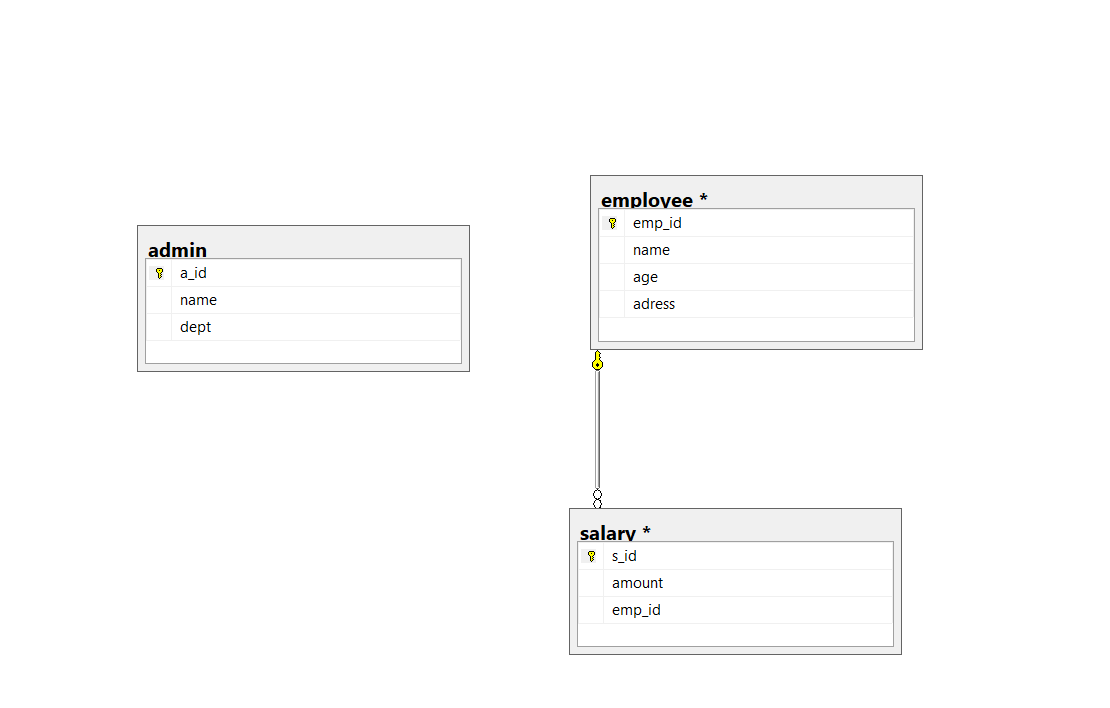 admin
a_id
name
dept
employee *
emp_id
name
age
adress
salary *
s_id
amount
emp_id